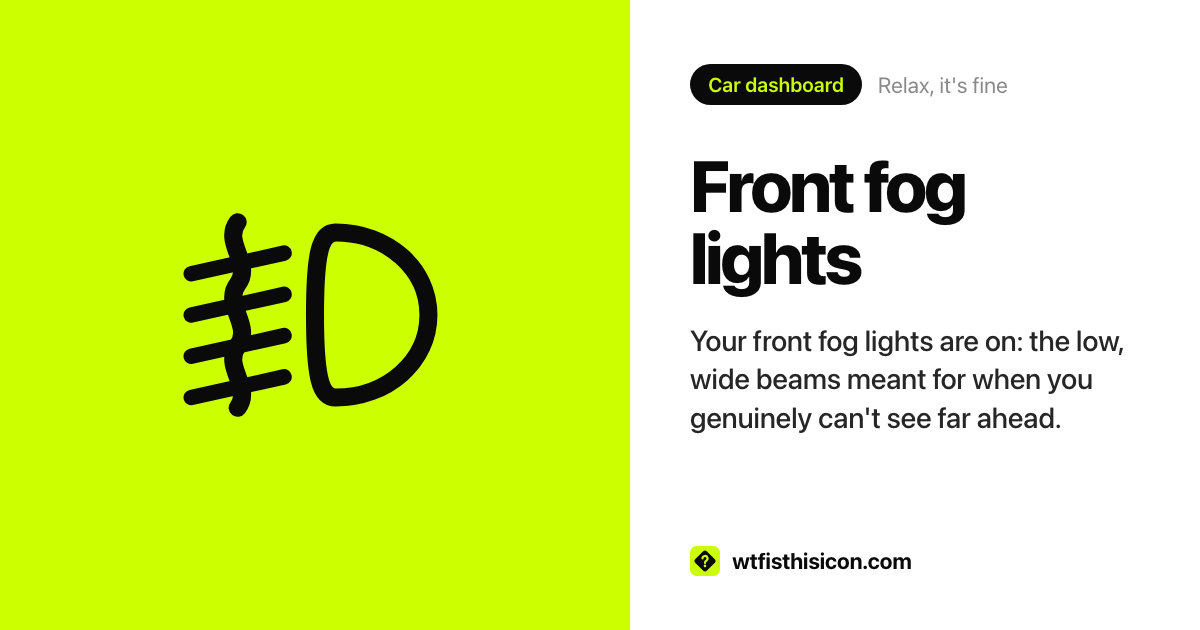 Car dashboard
Relax, it's fine
Front fog
lights
Your front fog lights are on: the low,
wide beams meant for when you
genuinely can't see far ahead.
?
wtfisthisicon.com